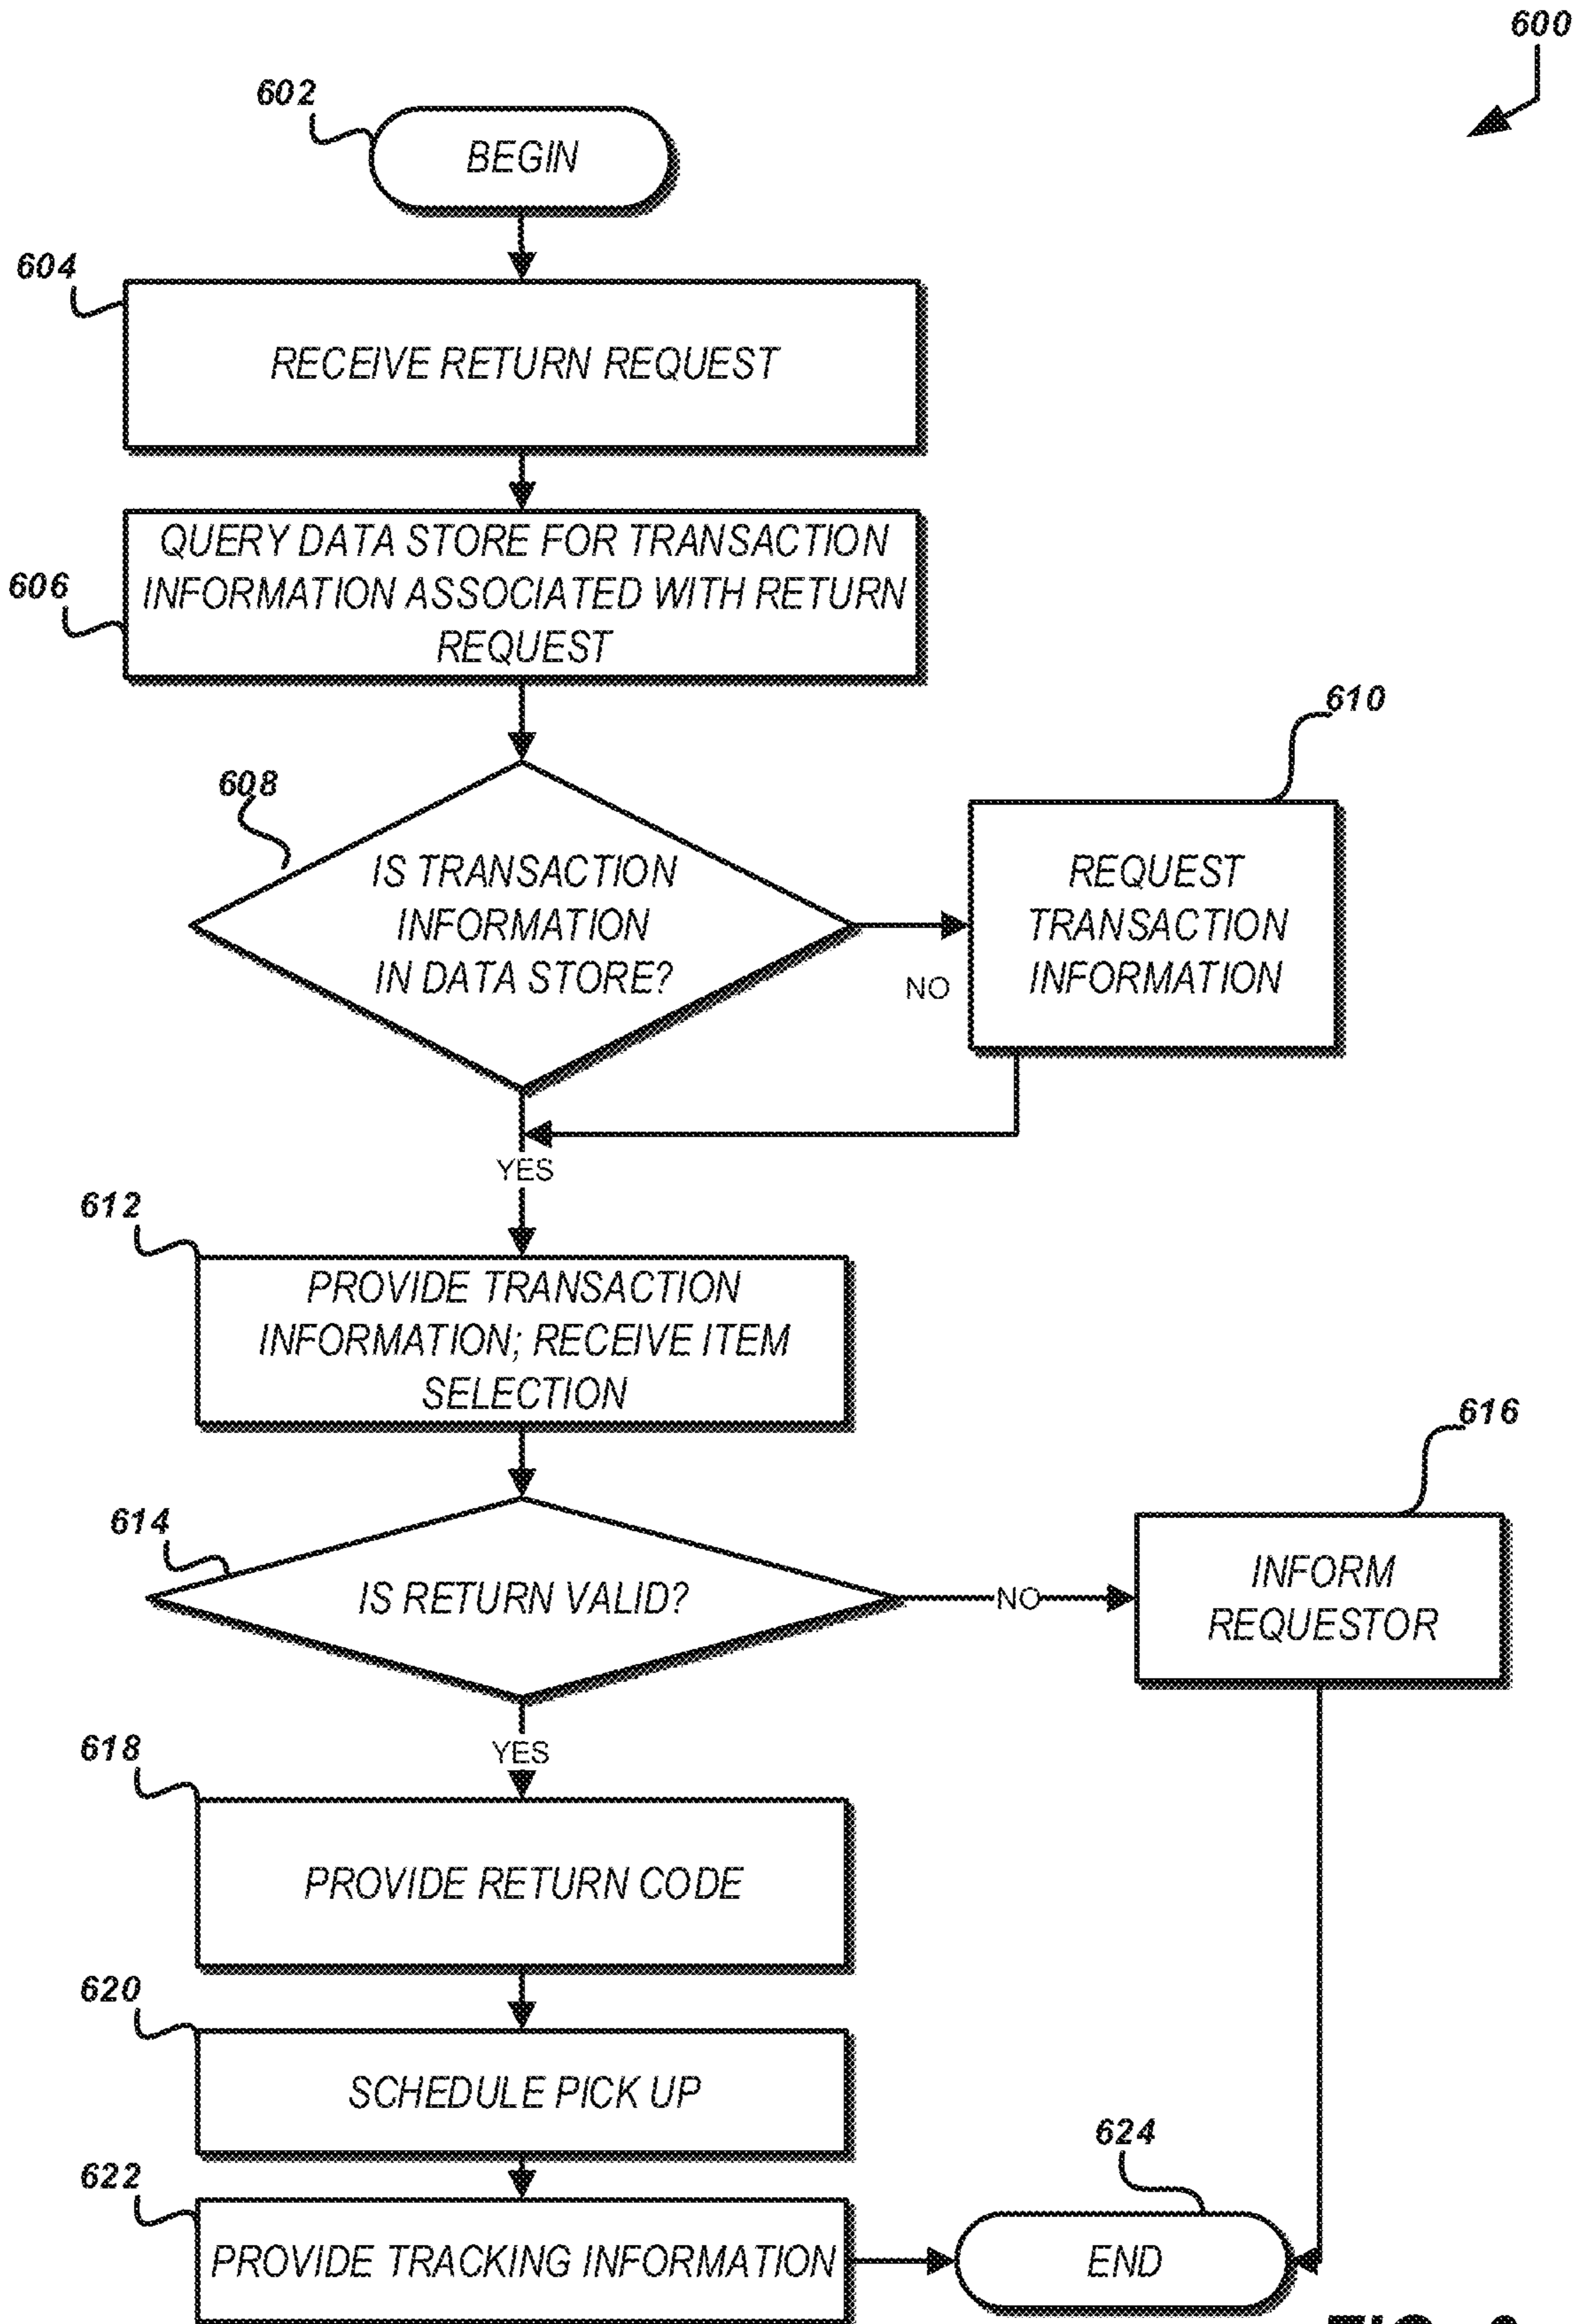 600
602
BEGIN
604
RECEIVE RETURN REQUEST
606
QUERY DATA STORE FOR TRANSACTION
INFORMATION ASSOCIATED WITH RETURN
REQUEST
608
IS TRANSACTION
INFORMATION
IN DATA STORE?
NO
610
REQUEST
TRANSACTION
INFORMATION
YES
612
PROVIDE TRANSACTION
INFORMATION; RECEIVE ITEM
SELECTION
614
IS RETURN VALID?
NO
616
INFORM
REQUESTOR
YES
618
PROVIDE RETURN CODE
620
SCHEDULE PICK UP
622
PROVIDE TRACKING INFORMATION
624
END